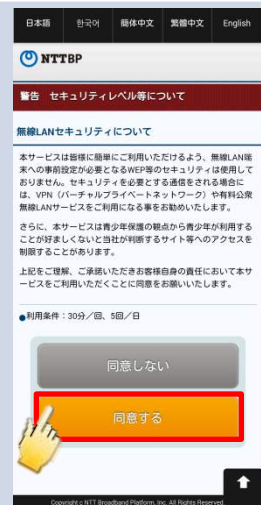 日本語 한국어 簡体中文 繁體中文 English
NTTBP
警告 セキュリティレベル等について
無線LANセキュリティについて
本サービスは皆様に簡単にご利用いただけるよう、無線LAN端
末への事前設定が必要となるWEP等のセキュリティは使用して
おりません。セキュリティを必要とする通信をされる場合に
は、VPN（バーチャルプライベートネットワーク）や有料公衆
無線LANサービスをご利用になる事をお勧めいたします。
さらに、本サービスは青少年保護の観点から青少年が利用する
ことが好ましくないと当社が判断するサイト等へのアクセスを
制限することがあります。
上記をご理解、ご承諾いただきお客様自身の責任において本サ
ービスをご利用いただくことに同意をお願いいたします。
●利用条件：30分／回、5回／日
同意しない
同意する
Copyright c NTT Broadband Platform, Inc. All Rights Reserved.